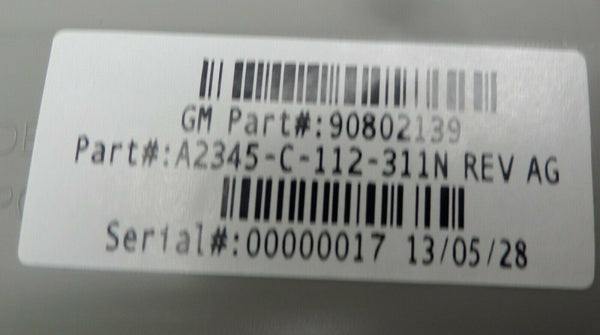 GM Part#:90802139
Part#:A2345-C-112-311N REV AG
Serial#:00000017 13/05/28